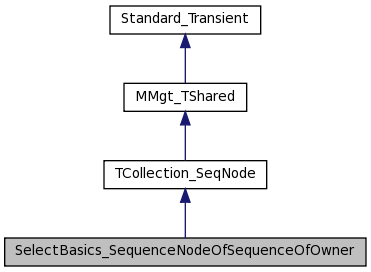 Standard_Transient
MMgt_TShared
TCollection_SeqNode
SelectBasics_SequenceNodeOfSequenceOfOwner